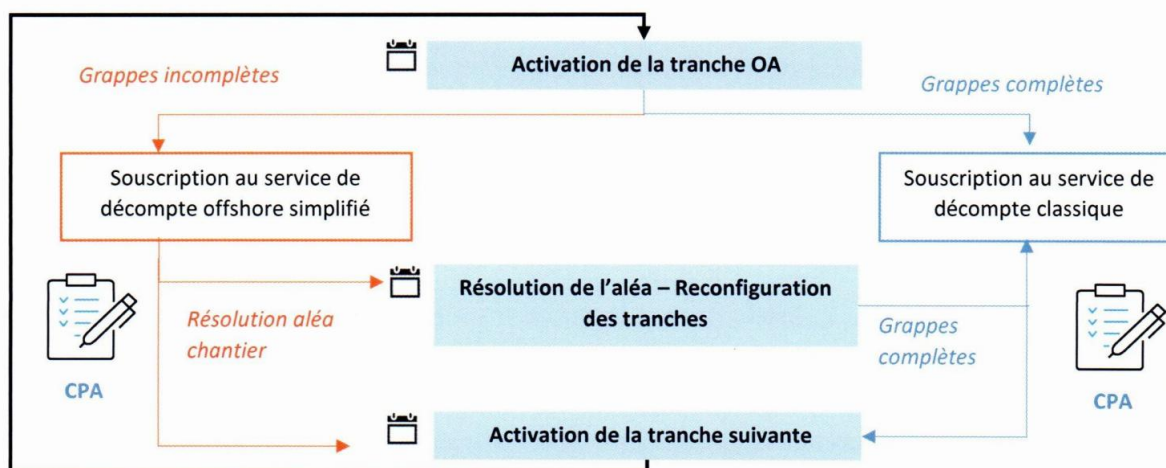 Activation de la tranche OA
Grappes incomplètes
Grappes complètes
Souscription au service de
décompte offshore simplifié
Souscription au service de
décompte classique
Résolution de l'aléa – Reconfiguration
des tranches
Résolution aléa
chantier
Grappes
complètes
CPA
CPA
Activation de la tranche suivante